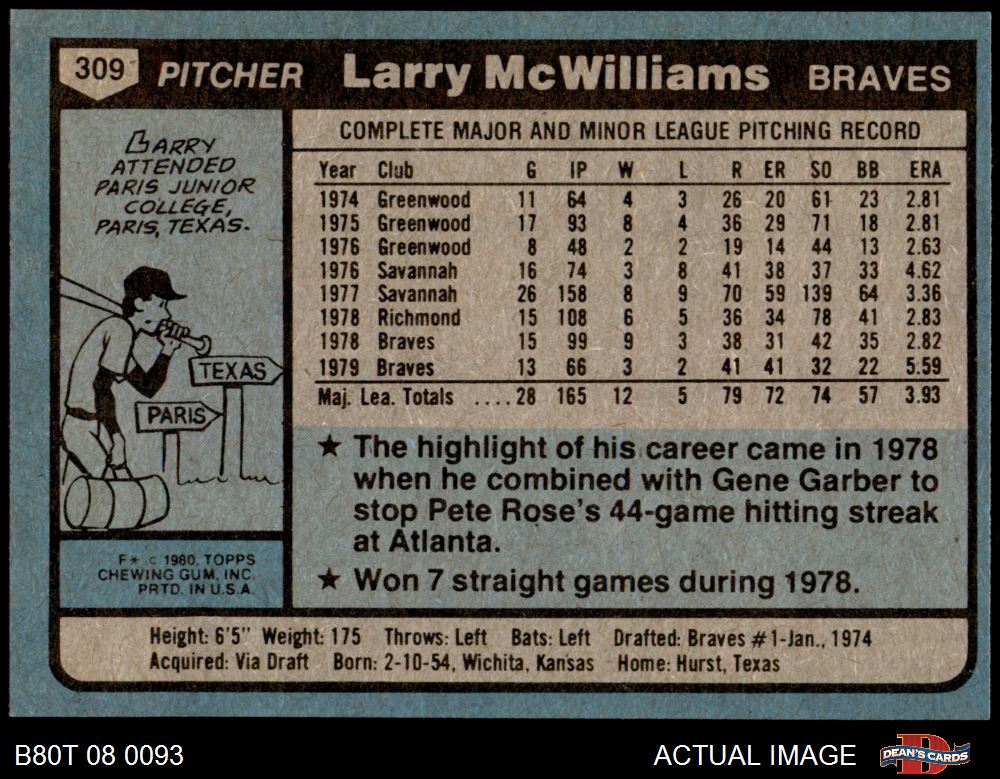 309 PITCHER Larry McWilliams BRAVES
BARRY
ATTENDED
PARIS JUNIOR
COLLEGE,
PARIS, TEXAS.
TEXAS
PARIS
F✶ © 1980, TOPPS
CHEWING GUM, INC.
PRTD. IN U.S.A.
COMPLETE MAJOR AND MINOR LEAGUE PITCHING RECORD
Year Club G IP W L R ER SO BB ERA
1974 Greenwood 11 64 4 3 26 20 61 23 2.81
1975 Greenwood 17 93 8 4 36 29 71 18 2.81
1976 Greenwood 8 48 2 2 19 14 44 13 2.63
1976 Savannah 16 74 3 8 41 38 37 33 4.62
1977 Savannah 26 158 8 9 70 59 139 64 3.36
1978 Richmond 15 108 6 5 36 34 78 41 2.83
1978 Braves 15 99 9 3 38 31 42 35 2.82
1979 Braves 13 66 3 2 41 41 32 22 5.59
Maj. Lea. Totals ....28 165 12 5 79 72 74 57 3.93
★ The highlight of his career came in 1978
when he combined with Gene Garber to
stop Pete Rose's 44-game hitting streak
at Atlanta.
★ Won 7 straight games during 1978.
Height: 6'5" Weight: 175 Throws: Left Bats: Left Drafted: Braves #1-Jan., 1974
Acquired: Via Draft Born: 2-10-54, Wichita, Kansas Home: Hurst, Texas
B80T 08 0093 ACTUAL IMAGE DEAN'S CARDS